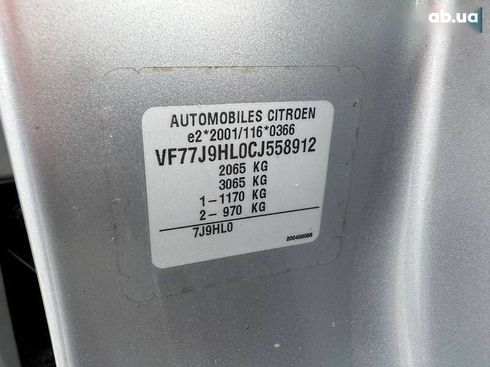 ab.ua
AUTOMOBILES CITROEN
e2*2001/116*0366
VF77J9HL0CJ558912
2065 KG
3065 KG
1-1170 KG
2-970 KG
7J9HL0
200406085